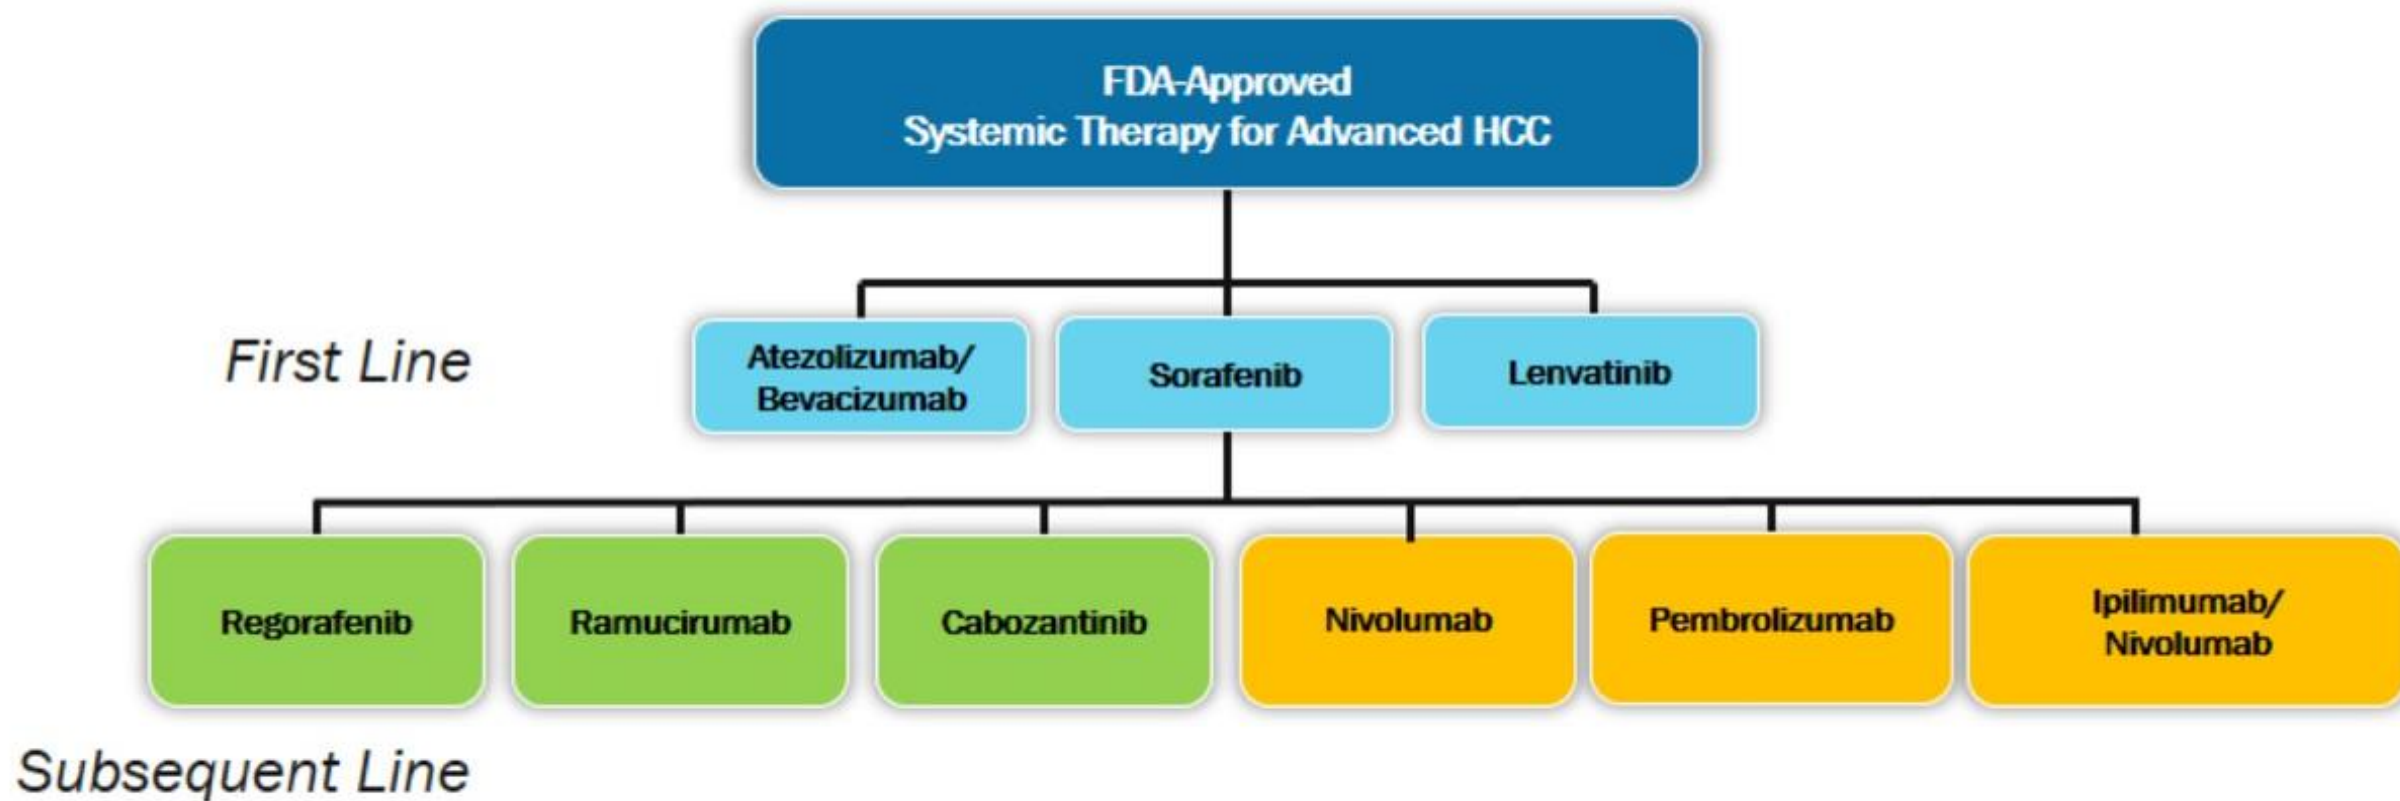 FDA-Approved
Systemic Therapy for Advanced HCC
First Line
Atezolizumab/
Bevacizumab
Sorafenib
Lenvatinib
Regorafenib
Ramucirumab
Cabozantinib
Nivolumab
Pembrolizumab
Ipilimumab/
Nivolumab
Subsequent Line